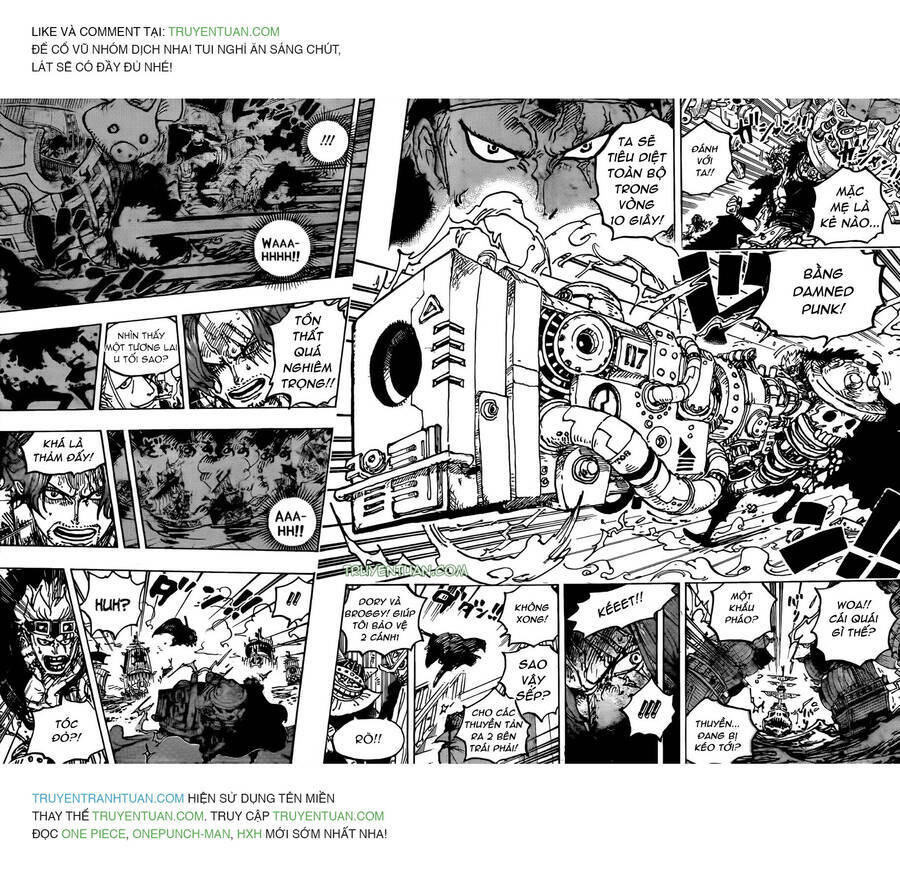 LIKE VÀ COMMENT TẠI: TRUYENTUAN.COM
ĐỂ CỔ VŨ NHÓM DỊCH NHA! TUI NGHỈ ĂN SÁNG CHÚT,
LÁT SẼ CÓ ĐẦY ĐỦ NHÉ!
ĐÁNH
VỚI
TA!!
MẶC
MẸ LÀ
KẺ NÀO...
BẰNG
DAMNED
PUNK!
TA SẼ
TIÊU DIỆT
TOÀN BỘ
TRONG
VÒNG
10 GIÂY!
07
TRUYENTUAN.COM
WOA!!
CÁI QUÁI
GÌ THẾ?
MỘT
KHẨU
PHÁO?
THUYỀN...
ĐANG BỊ
KÉO TỚI?
KÉEET!!
!!!
KHÔNG
XONG!
SAO
VẬY
SẾP?
CHO CÁC
THUYỀN TẢN
RA 2 BÊN
TRÁI PHẢI!
DORY VÀ
BROGGY! GIÚP
TÔI BẢO VỆ
2 CÁNH!
RÕ!!
!!!
WAAA-
HHHH!!
TỔN
THẤT
QUÁ
NGHIÊM
TRỌNG!!
NHÌN THẤY
MỘT TƯƠNG LAI
U TỐI SAO?
AAA-
HH!!
KHÁ LÀ
THẢM ĐẤY!
!!
HUH?
TÓC
ĐỎ?!
TRUYENTRANHTUAN.COM HIỆN SỬ DỤNG TÊN MIỀN
THAY THẾ TRUYENTUAN.COM. TRUY CẬP TRUYENTUAN.COM
ĐỌC ONE PIECE, ONEPUNCH-MAN, HXH MỚI SỚM NHẤT NHA!